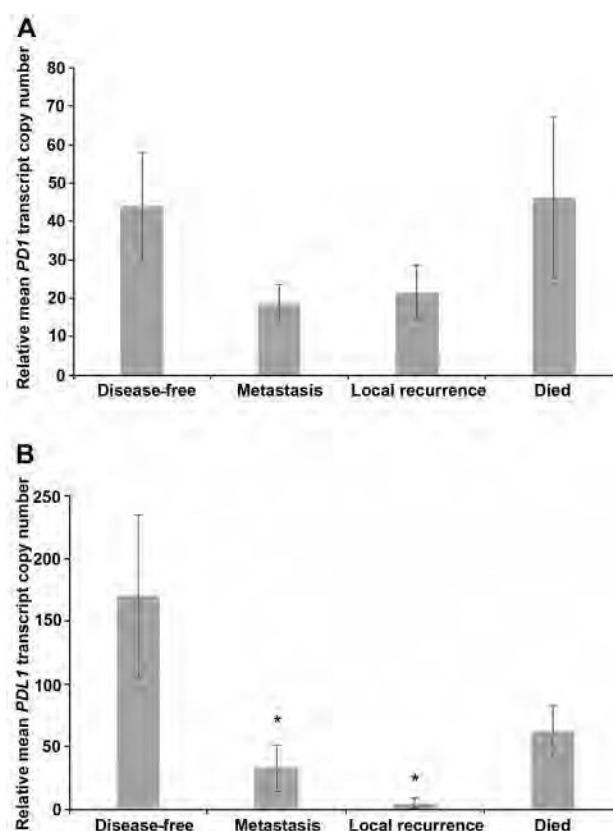 A
Relative mean PD1 transcript copy number
80
70
60
50
40
30
20
10
0
Disease-free Metastasis Local recurrence Died
B
Relative mean PDL1 transcript copy number
250
200
150
100
50
0
*
*
Disease-free Metastasis Local recurrence Died